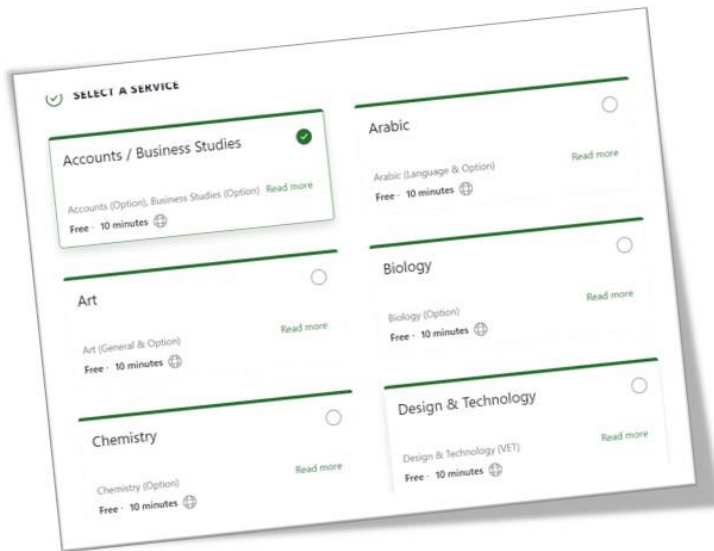 SELECT A SERVICE
Accounts / Business Studies
Accounts (Option), Business Studies (Option) Read more
Free · 10 minutes
Arabic
Arabic (Language & Option) Read more
Free · 10 minutes
Art
Art (General & Option) Read more
Free · 10 minutes
Biology
Biology (Option) Read more
Free · 10 minutes
Chemistry
Chemistry (Option) Read more
Free · 10 minutes
Design & Technology
Design & Technology (VET) Read more
Free · 10 minutes